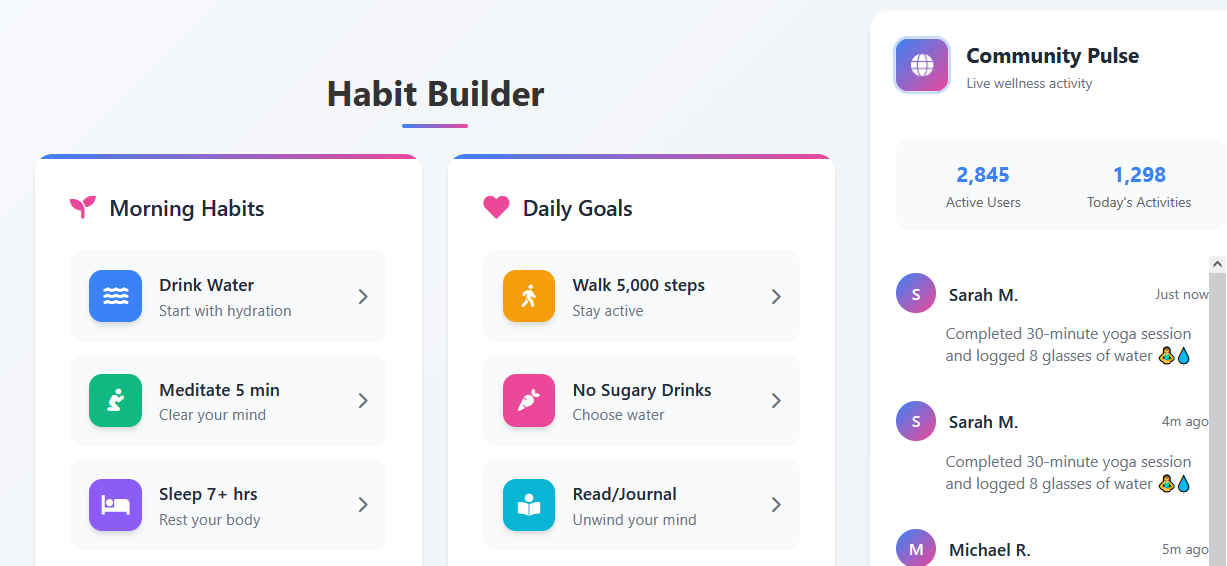 Habit Builder
Morning Habits
Drink Water
Start with hydration
Meditate 5 min
Clear your mind
Sleep 7+ hrs
Rest your body
Daily Goals
Walk 5,000 steps
Stay active
No Sugary Drinks
Choose water
Read/Journal
Unwind your mind
Community Pulse
Live wellness activity
2,845
Active Users
1,298
Today's Activities
S
Sarah M.
Just now
Completed 30-minute yoga session
and logged 8 glasses of water 🧘‍♀️💧
S
Sarah M.
4m ago
Completed 30-minute yoga session
and logged 8 glasses of water 🧘‍♀️💧
M
Michael R.
5m ago